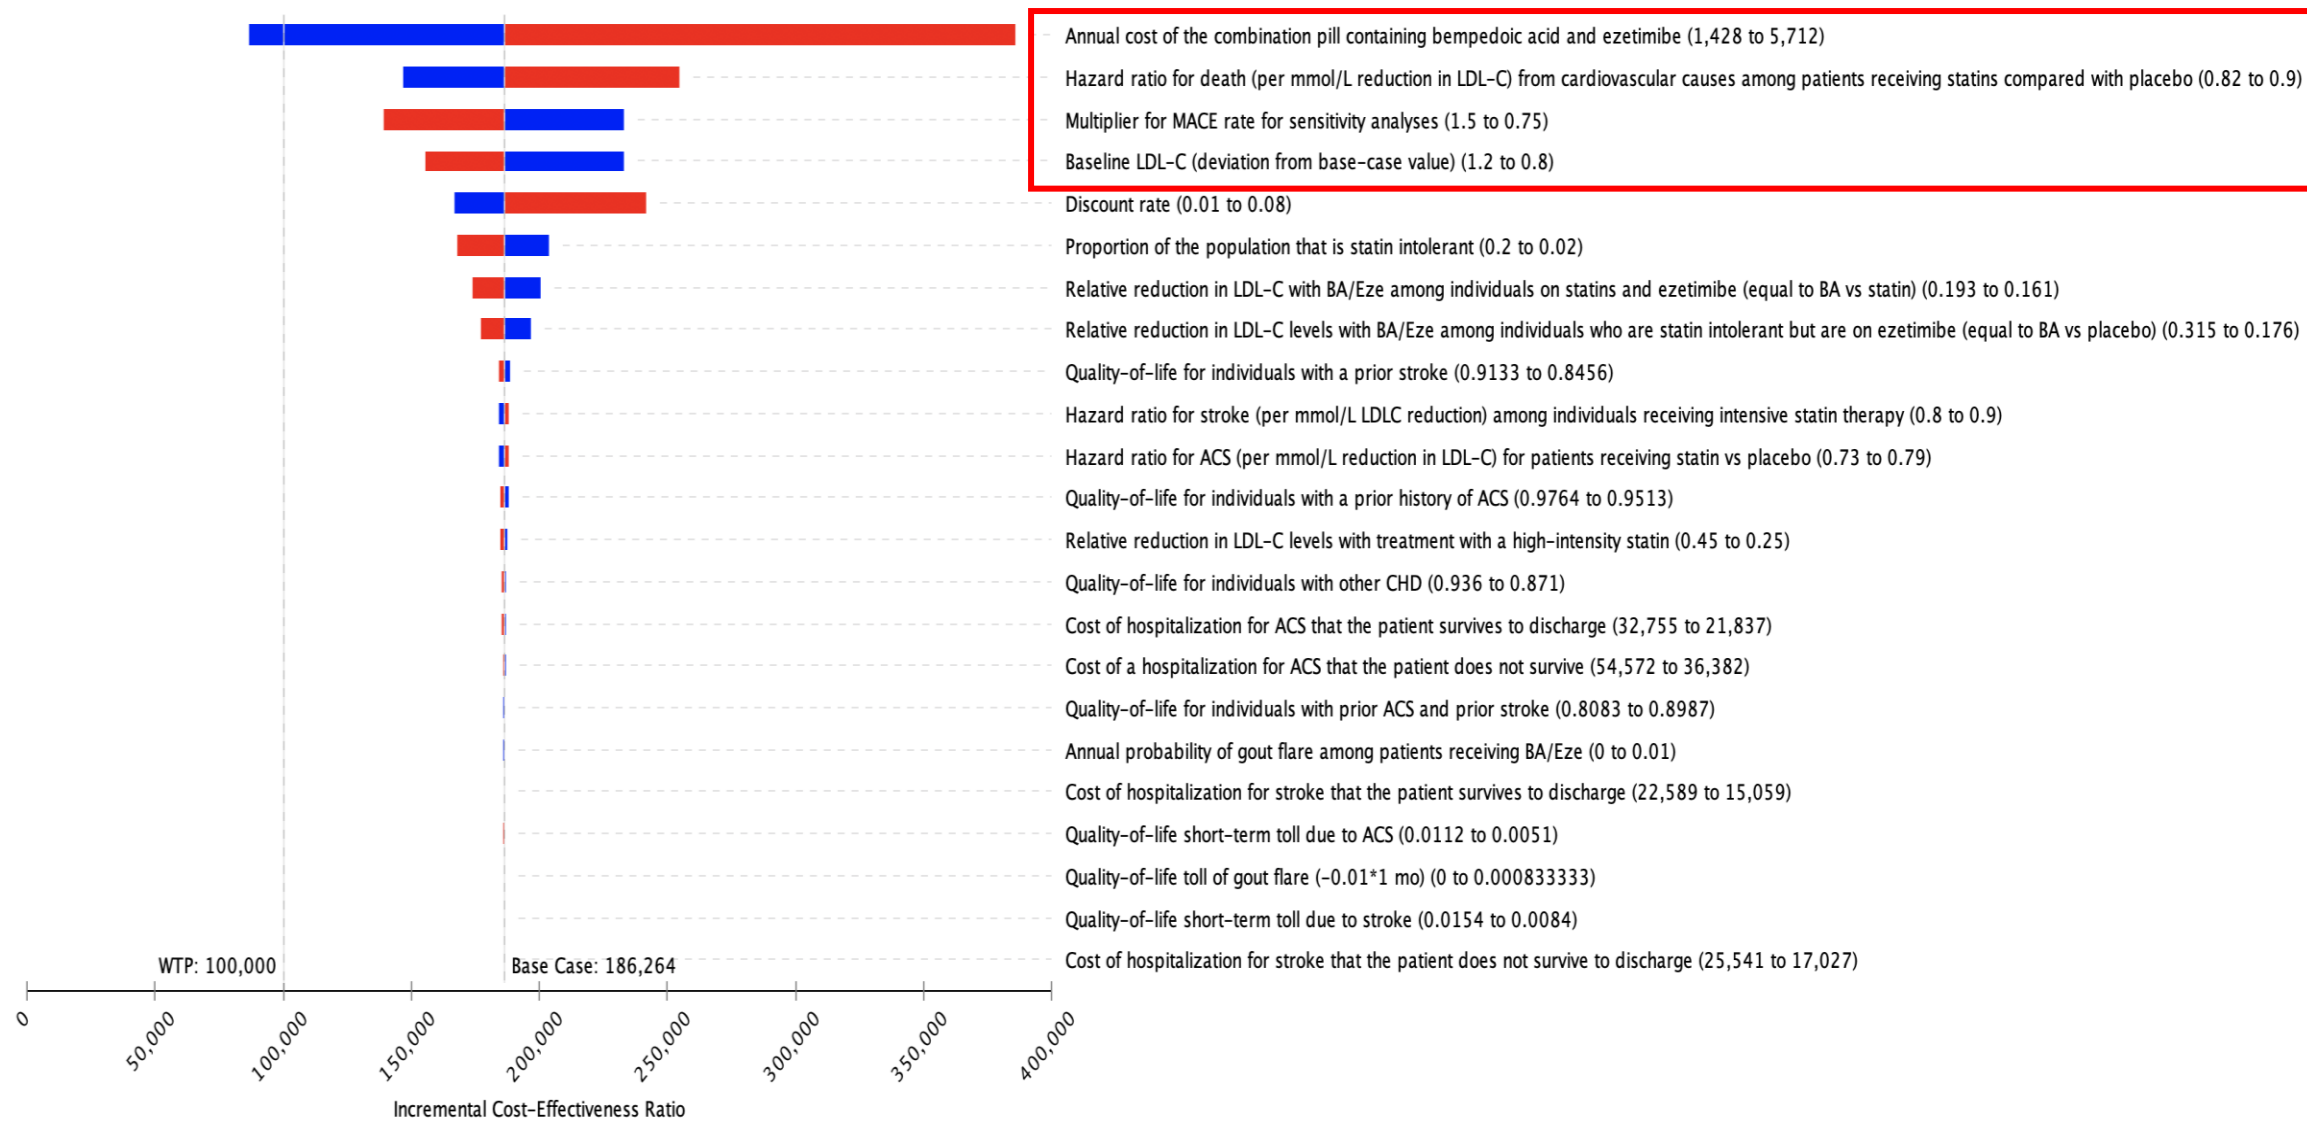 Annual cost of the combination pill containing bempedoic acid and ezetimibe (1,428 to 5,712)
Hazard ratio for death (per mmol/L reduction in LDL-C) from cardiovascular causes among patients receiving statins compared with placebo (0.82 to 0.9)
Multiplier for MACE rate for sensitivity analyses (1.5 to 0.75)
Baseline LDL-C (deviation from base-case value) (1.2 to 0.8)
Discount rate (0.01 to 0.08)
Proportion of the population that is statin intolerant (0.2 to 0.02)
Relative reduction in LDL-C with BA/Eze among individuals on statins and ezetimibe (equal to BA vs statin) (0.193 to 0.161)
Relative reduction in LDL-C levels with BA/Eze among individuals who are statin intolerant but are on ezetimibe (equal to BA vs placebo) (0.315 to 0.176)
Quality-of-life for individuals with a prior stroke (0.9133 to 0.8456)
Hazard ratio for stroke (per mmol/L LDLC reduction) among individuals receiving intensive statin therapy (0.8 to 0.9)
Hazard ratio for ACS (per mmol/L reduction in LDL-C) for patients receiving statin vs placebo (0.73 to 0.79)
Quality-of-life for individuals with a prior history of ACS (0.9764 to 0.9513)
Relative reduction in LDL-C levels with treatment with a high-intensity statin (0.45 to 0.25)
Quality-of-life for individuals with other CHD (0.936 to 0.871)
Cost of hospitalization for ACS that the patient survives to discharge (32,755 to 21,837)
Cost of a hospitalization for ACS that the patient does not survive (54,572 to 36,382)
Quality-of-life for individuals with prior ACS and prior stroke (0.8083 to 0.8987)
Annual probability of gout flare among patients receiving BA/Eze (0 to 0.01)
Cost of hospitalization for stroke that the patient survives to discharge (22,589 to 15,059)
Quality-of-life short-term toll due to ACS (0.0112 to 0.0051)
Quality-of-life toll of gout flare (-0.01*1 mo) (0 to 0.000833333)
Quality-of-life short-term toll due to stroke (0.0154 to 0.0084)
Cost of hospitalization for stroke that the patient does not survive to discharge (25,541 to 17,027)
WTP: 100,000
Base Case: 186,264
0
50,000
100,000
150,000
200,000
250,000
300,000
350,000
400,000
Incremental Cost-Effectiveness Ratio